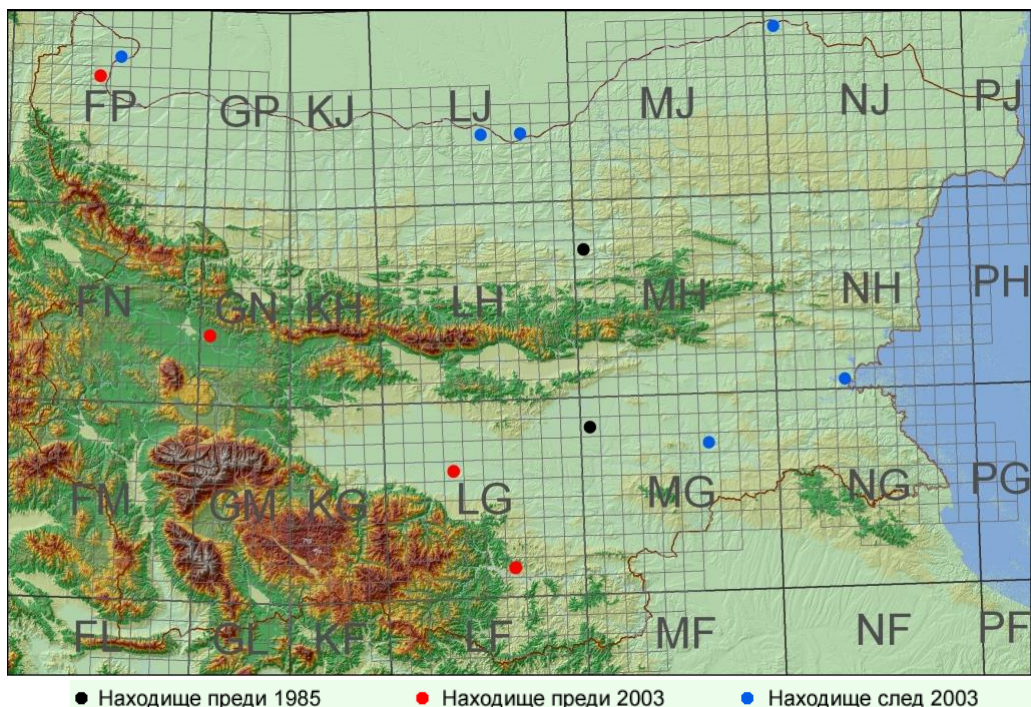 FP GP KJ LJ MJ NJ PJ
FN GN KH LH MH NH PH
FM GM KG LG MG NG PG
FL GL KF LF MF NF PF
Находище преди 1985 Находище преди 2003 Находище след 2003